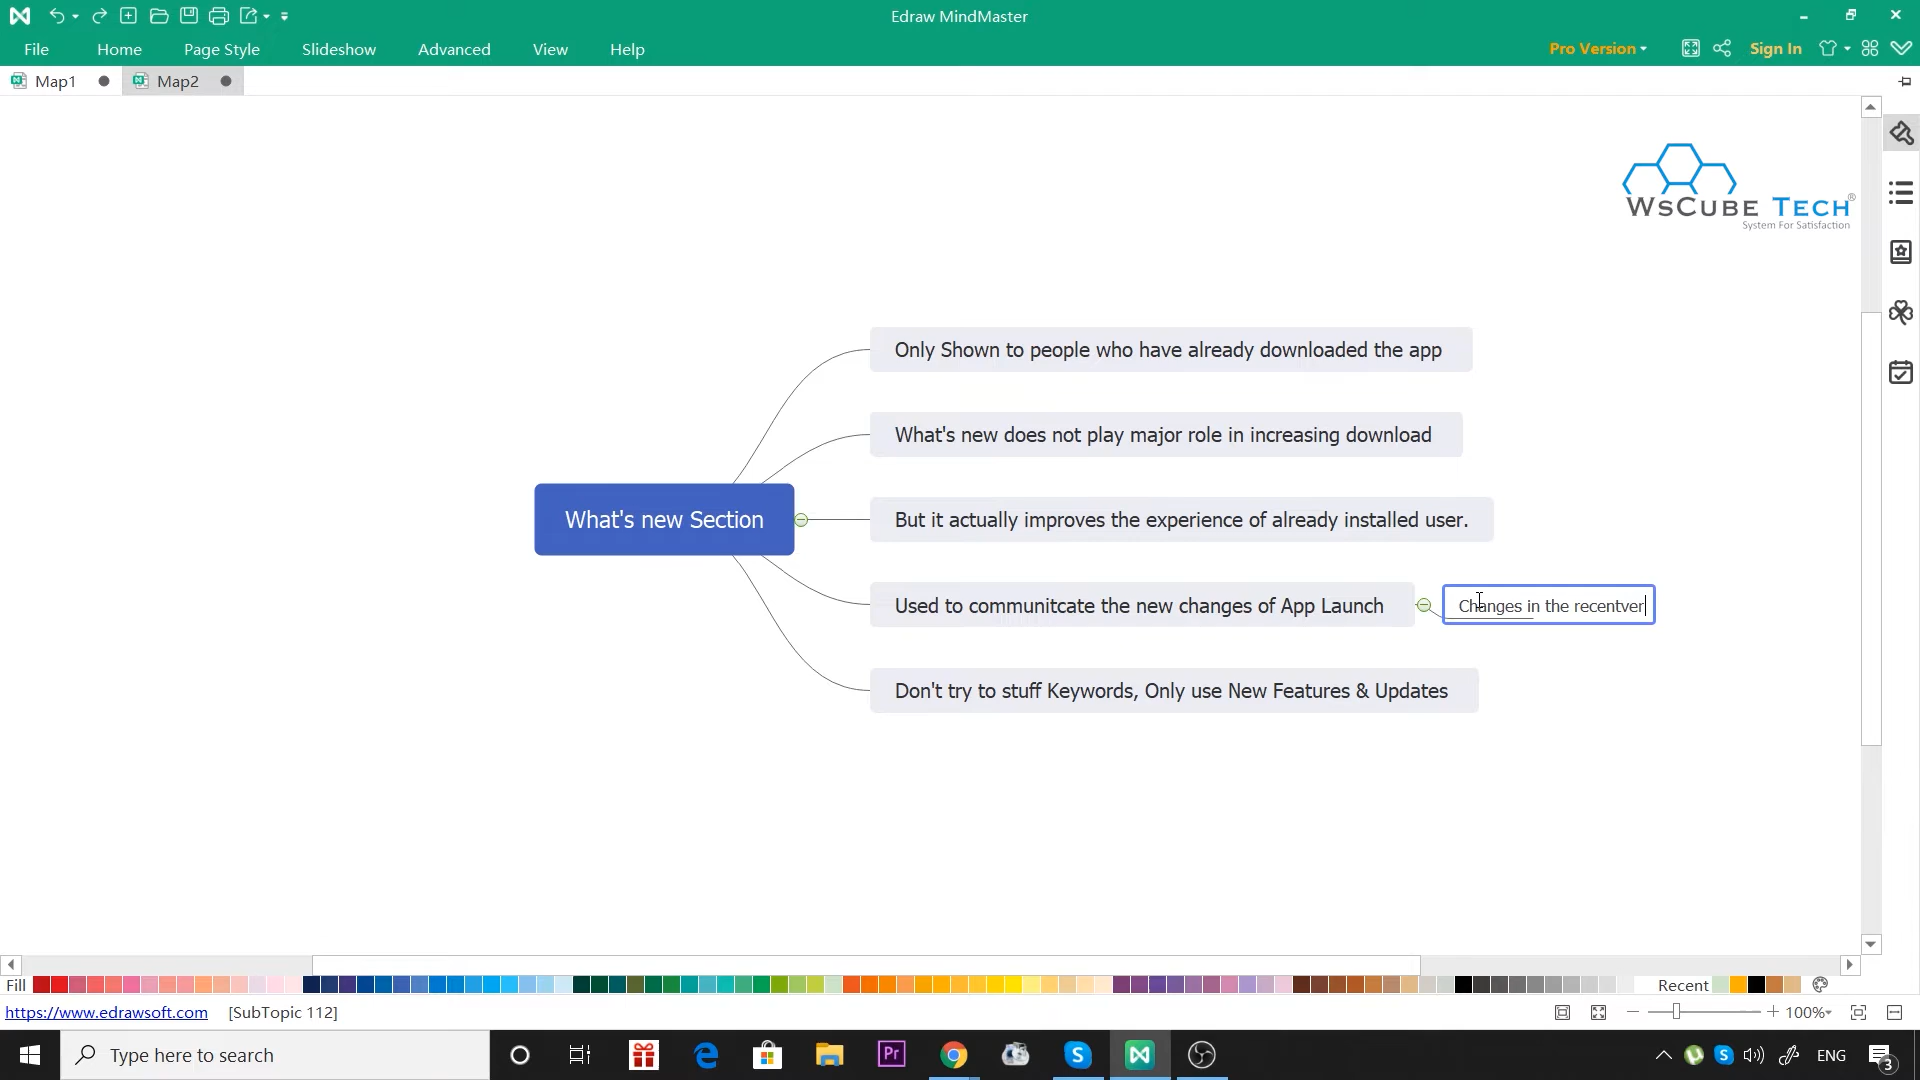 Edraw MindMaster
File Home Page Style Slideshow Advanced View Help Pro Version Sign In
Map1 Map2
WsCUBE TECH®
System For Satisfaction
Only Shown to people who have already downloaded the app
What's new does not play major role in increasing download
What's new Section
But it actually improves the experience of already installed user.
Used to communitcate the new changes of App Launch
Changes in the recentver
Don't try to stuff Keywords, Only use New Features & Updates
Fill Recent
https://www.edrawsoft.com [SubTopic 112] 100%
Type here to search Pr ENG 3